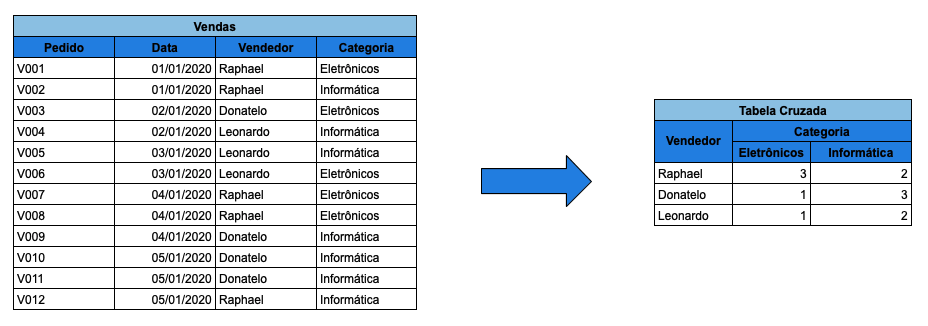 Vendas
Pedido Data Vendedor Categoria
V001 01/01/2020 Raphael Eletrônicos
V002 01/01/2020 Raphael Informática
V003 02/01/2020 Donatelo Eletrônicos
V004 02/01/2020 Leonardo Informática
V005 03/01/2020 Leonardo Informática
V006 03/01/2020 Leonardo Eletrônicos
V007 04/01/2020 Raphael Eletrônicos
V008 04/01/2020 Raphael Eletrônicos
V009 04/01/2020 Donatelo Informática
V010 05/01/2020 Donatelo Informática
V011 05/01/2020 Donatelo Informática
V012 05/01/2020 Raphael Informática
Tabela Cruzada
Vendedor Categoria
Eletrônicos Informática
Raphael 3 2
Donatelo 1 3
Leonardo 1 2